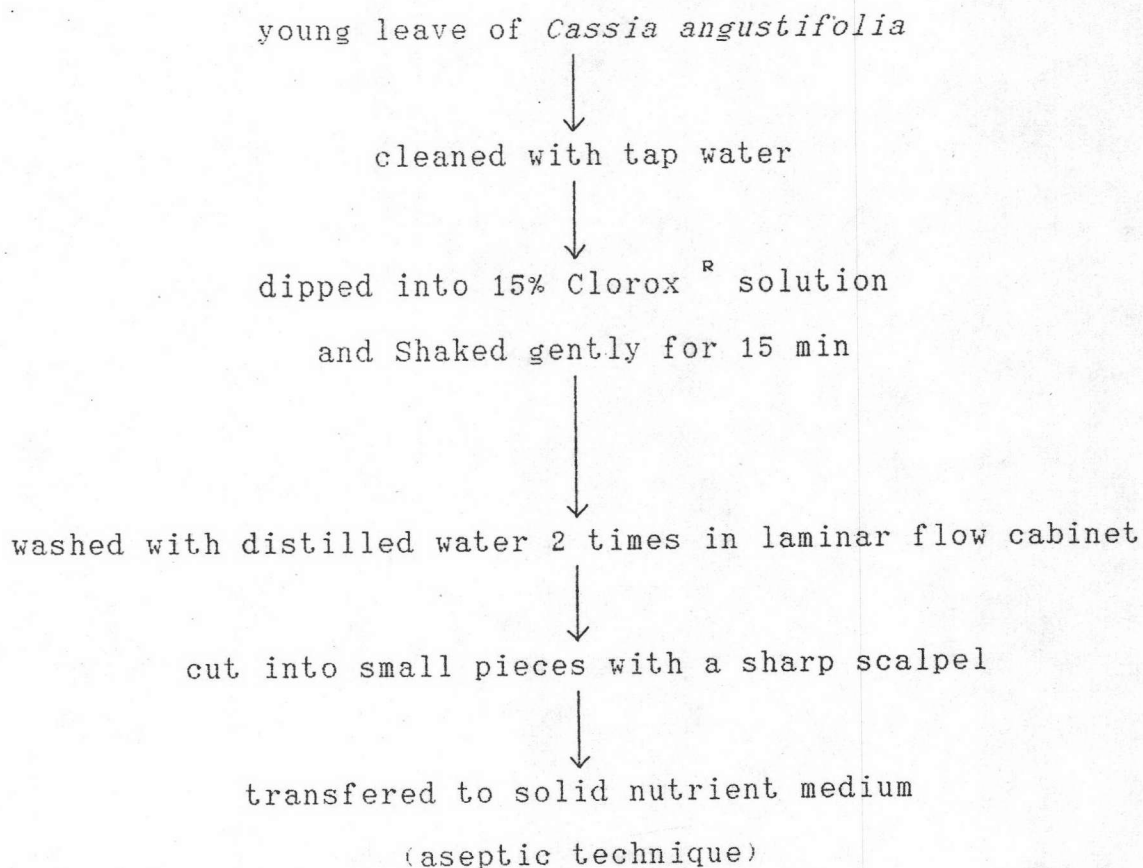 young leave of Cassia angustifolia
cleaned with tap water
dipped into 15% Clorox R solution
and Shaked gently for 15 min
washed with distilled water 2 times in laminar flow cabinet
cut into small pieces with a sharp scalpel
transfered to solid nutrient medium
(aseptic technique)